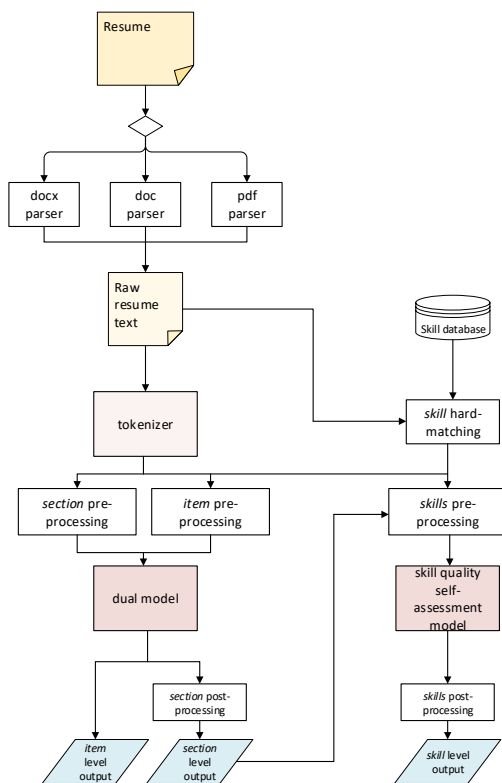 Resume
docx
parser
doc
parser
pdf
parser
Raw
resume
text
Skill database
tokenizer
skill hard-
matching
section pre-
processing
item pre-
processing
skills pre-
processing
dual model
skill quality
self-
assessment
model
section post-
processing
skills post-
processing
item
level
output
section
level
output
skill level
output